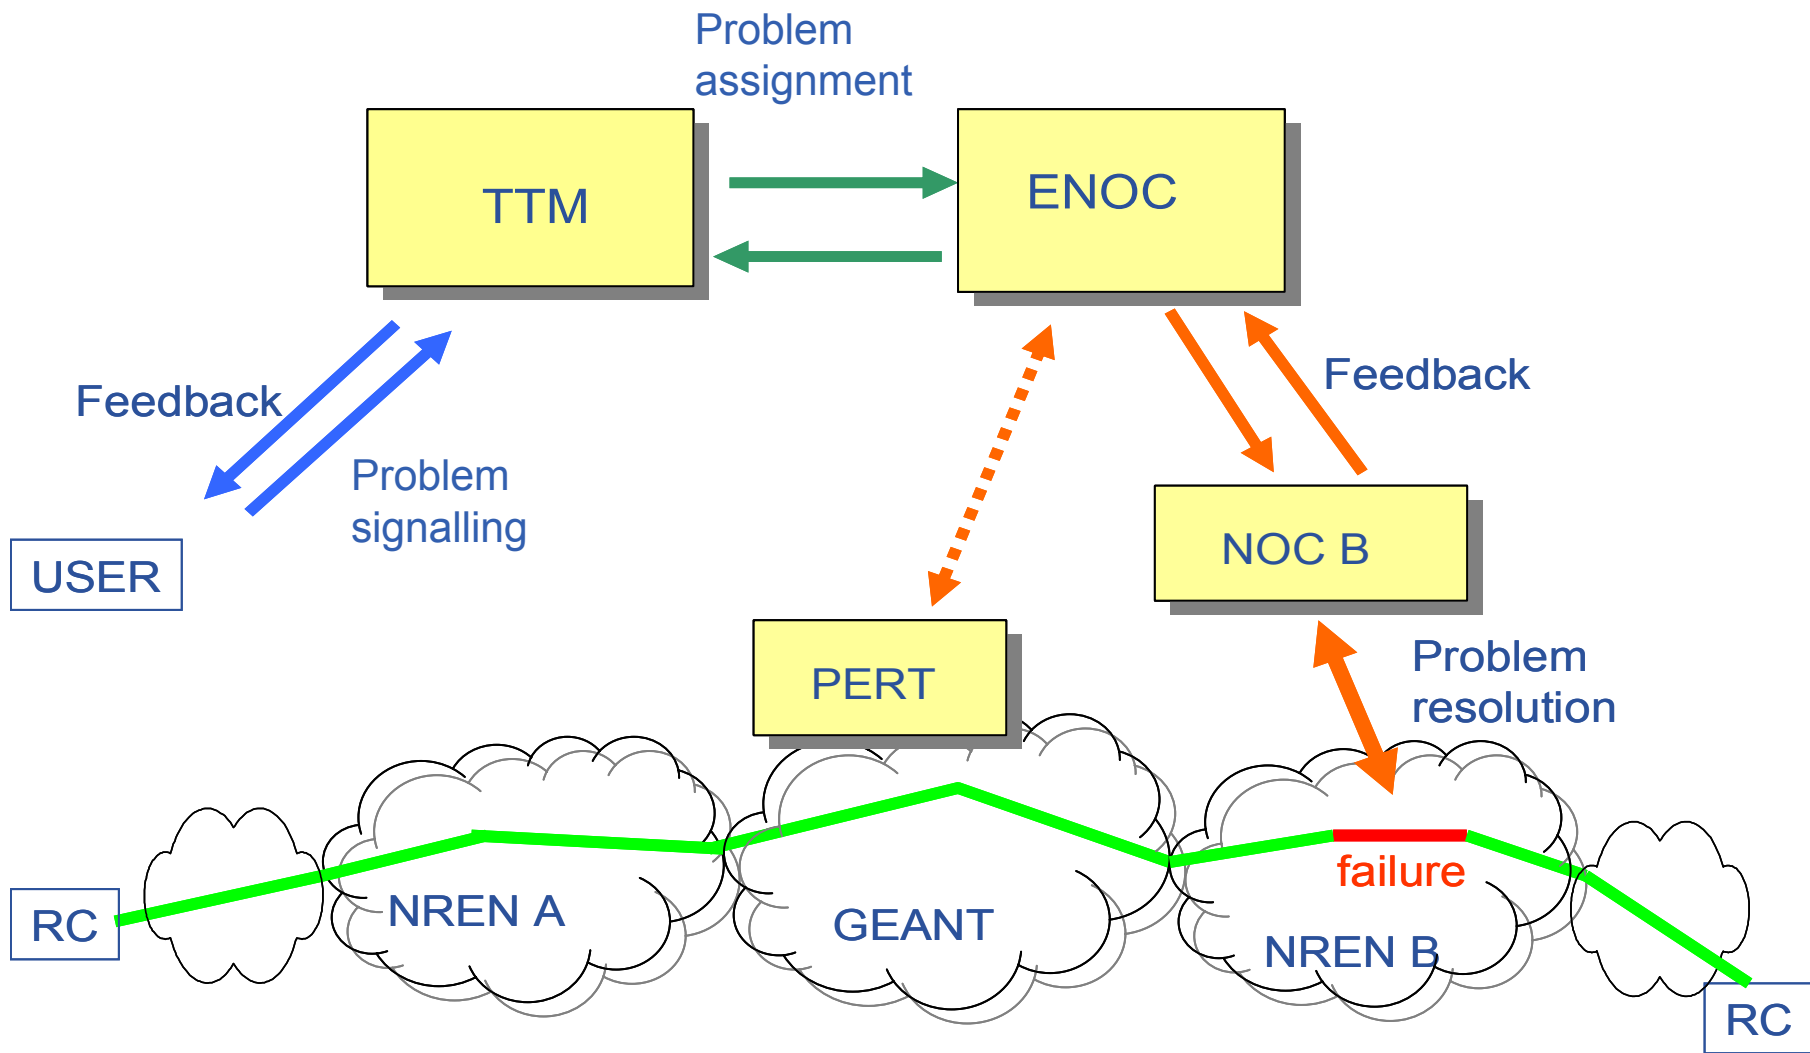 Problem
assignment
TTM
ENOC
Feedback
Feedback
Problem
signalling
NOC B
USER
PERT
Problem
resolution
failure
NREN A
GEANT
NREN B
RC
RC